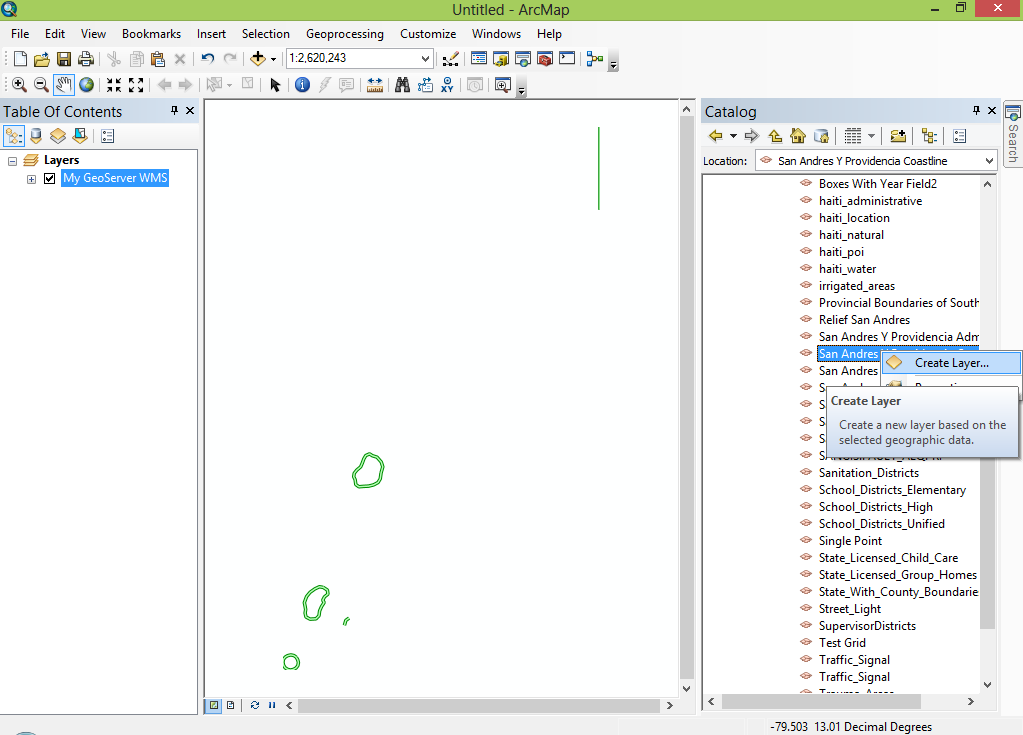 Untitled - ArcMap
File Edit View Bookmarks Insert Selection Geoprocessing Customize Windows Help
1:2,620,243
XY
Table Of Contents
Layers
My GeoServer WMS
Catalog
Location: San Andres Y Providencia Coastline
Search
Boxes With Year Field2
haiti_administrative
haiti_location
haiti_natural
haiti_poi
haiti_water
irrigated_areas
Provincial Boundaries of South
Relief San Andres
San Andres Y Providencia Adm
San Andres
Create Layer...
San Andres
Create Layer
Create a new layer based on the
selected geographic data.
Sanitation_Districts
School_Districts_Elementary
School_Districts_High
School_Districts_Unified
Single Point
State_Licensed_Child_Care
State_Licensed_Group_Homes
State_With_County_Boundarie
Street_Light
SupervisorDistricts
Test Grid
Traffic_Signal
Traffic_Signal
-79.503 13.01 Decimal Degrees